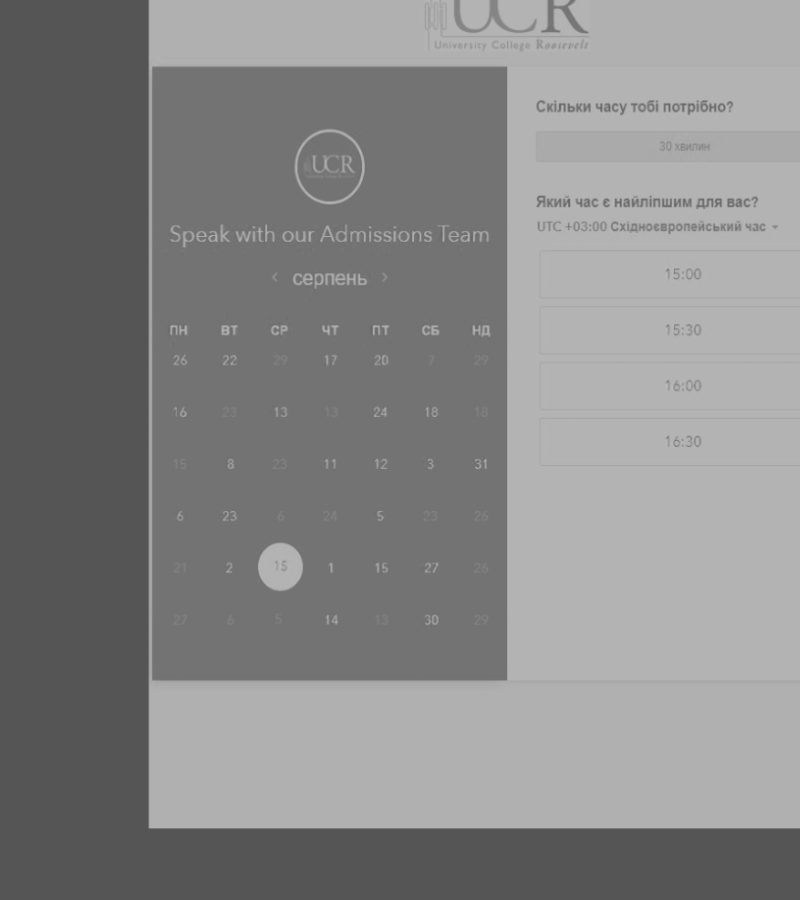 UCR
University College Roosevelt
UCR
Speak with our Admissions Team
‹ серпень ›
ПН ВТ СР ЧТ ПТ СБ НД
26 22 29 17 20 7 29
16 23 13 13 24 18 18
15 8 23 11 12 3 31
6 23 6 24 5 23 26
21 2 15 1 15 27 26
27 6 5 14 13 30 29
Скільки часу тобі потрібно?
30 хвилин
Який час є найліпшим для вас?
UTC +03:00 Східноєвропейський час
15:00
15:30
16:00
16:30